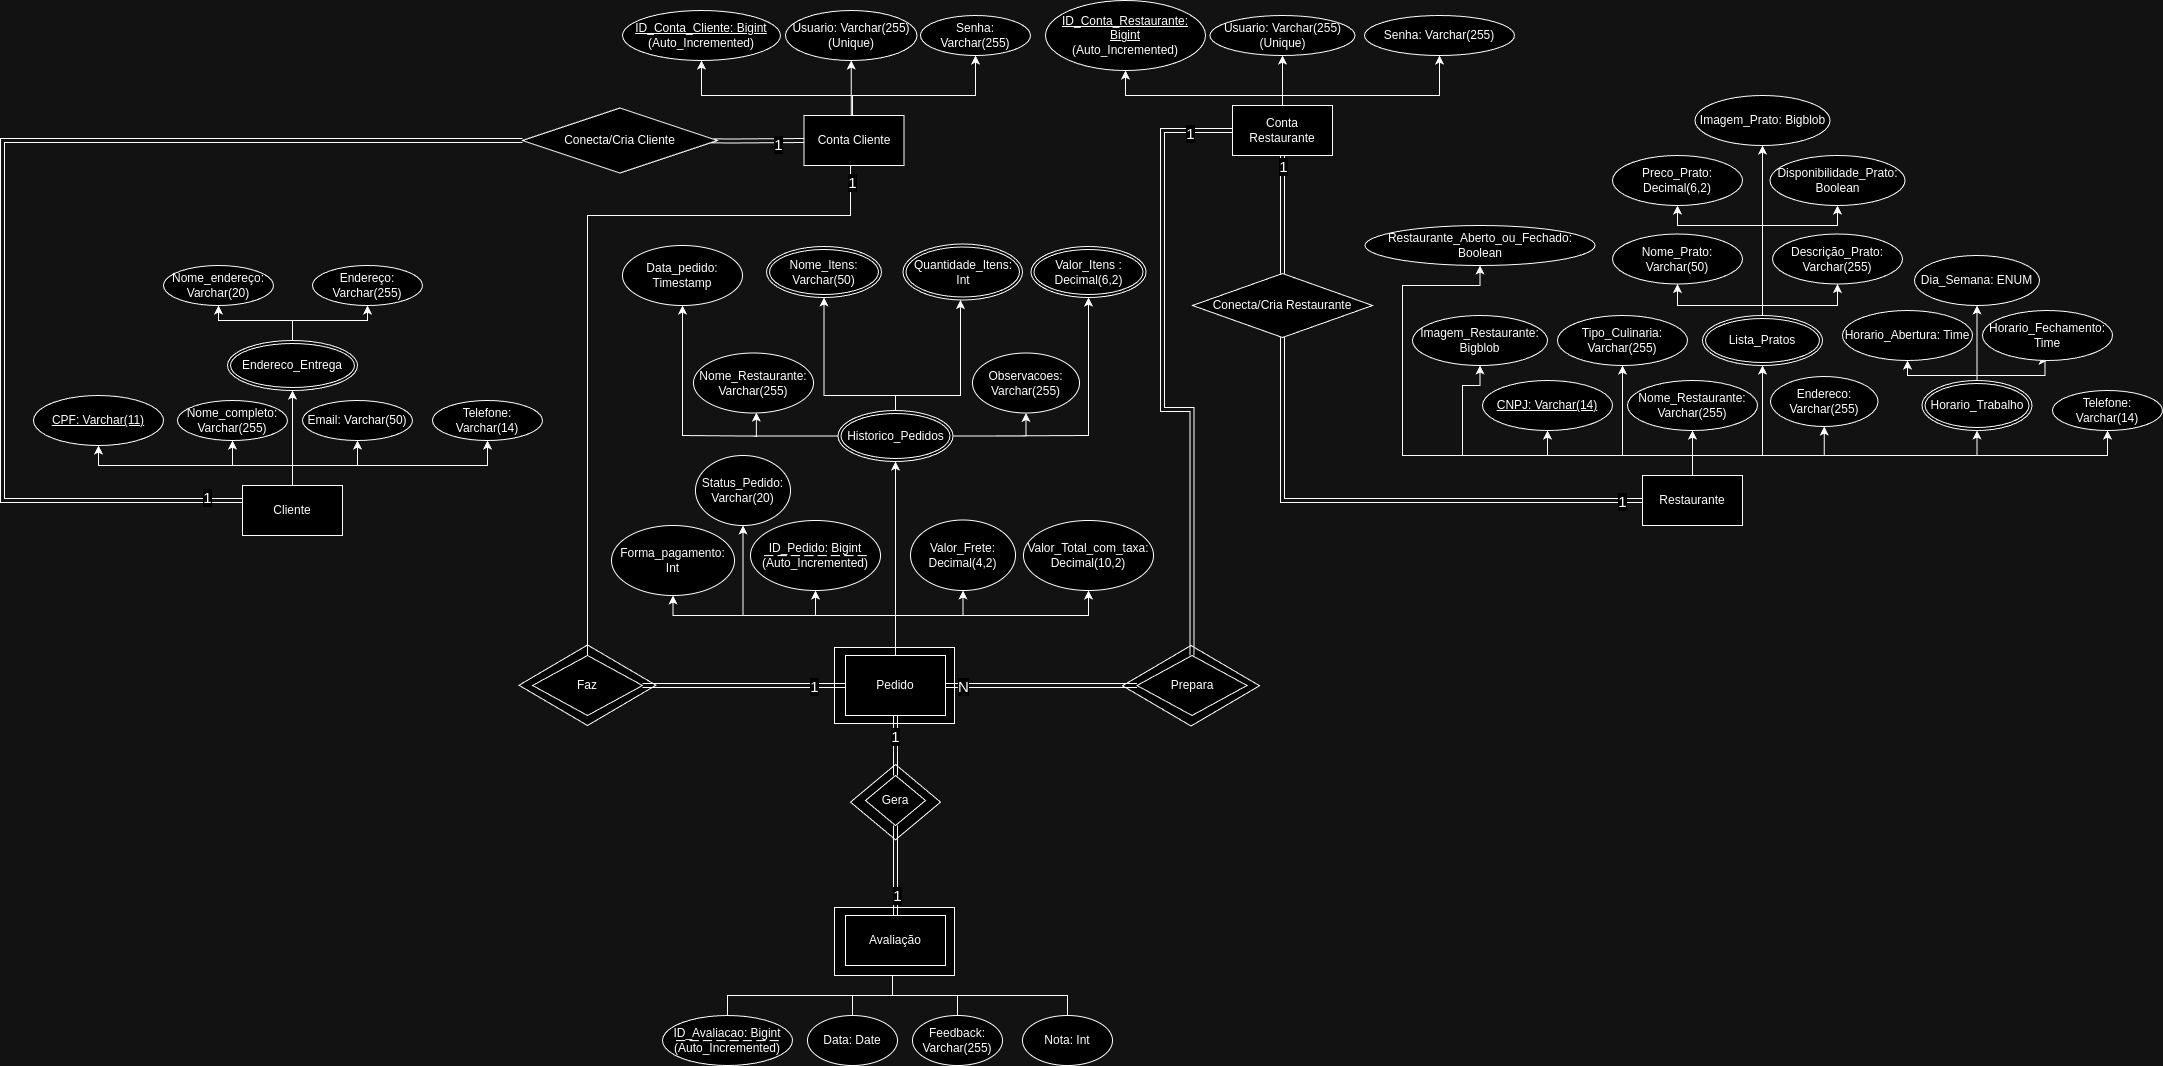 ID_Conta_Cliente: Bigint
(Auto_Incremented)
Usuario: Varchar(255)
(Unique)
Senha:
Varchar(255)
ID_Conta_Restaurante:
Bigint
(Auto_Incremented)
Usuario: Varchar(255)
(Unique)
Senha: Varchar(255)
Conecta/Cria Cliente
1
Conta Cliente
1
1
Conta
Restaurante
1
Imagem_Prato: Bigblob
Preco_Prato:
Decimal(6,2)
Disponibilidade_Prato:
Boolean
Restaurante_Aberto_ou_Fechado:
Boolean
Nome_Prato:
Varchar(50)
Descrição_Prato:
Varchar(255)
Nome_endereço:
Varchar(20)
Endereço:
Varchar(255)
Data_pedido:
Timestamp
Nome_Itens:
Varchar(50)
Quantidade_Itens:
Int
Valor_Itens :
Decimal(6,2)
Conecta/Cria Restaurante
Dia_Semana: ENUM
Imagem_Restaurante:
Bigblob
Tipo_Culinaria:
Varchar(255)
Lista_Pratos
Horario_Abertura: Time
Horario_Fechamento:
Time
Endereco_Entrega
Nome_Restaurante:
Varchar(255)
Observacoes:
Varchar(255)
CPF: Varchar(11)
Nome_completo:
Varchar(255)
Email: Varchar(50)
Telefone:
Varchar(14)
Historico_Pedidos
CNPJ: Varchar(14)
Nome_Restaurante:
Varchar(255)
Endereco:
Varchar(255)
Horario_Trabalho
Telefone:
Varchar(14)
1
Cliente
Status_Pedido:
Varchar(20)
1
Restaurante
Forma_pagamento:
Int
ID_Pedido: Bigint
(Auto_Incremented)
Valor_Frete:
Decimal(4,2)
Valor_Total_com_taxa:
Decimal(10,2)
Faz
1
Pedido
N
Prepara
1
Gera
1
Avaliação
ID_Avaliacao: Bigint
(Auto_Incremented)
Data: Date
Feedback:
Varchar(255)
Nota: Int